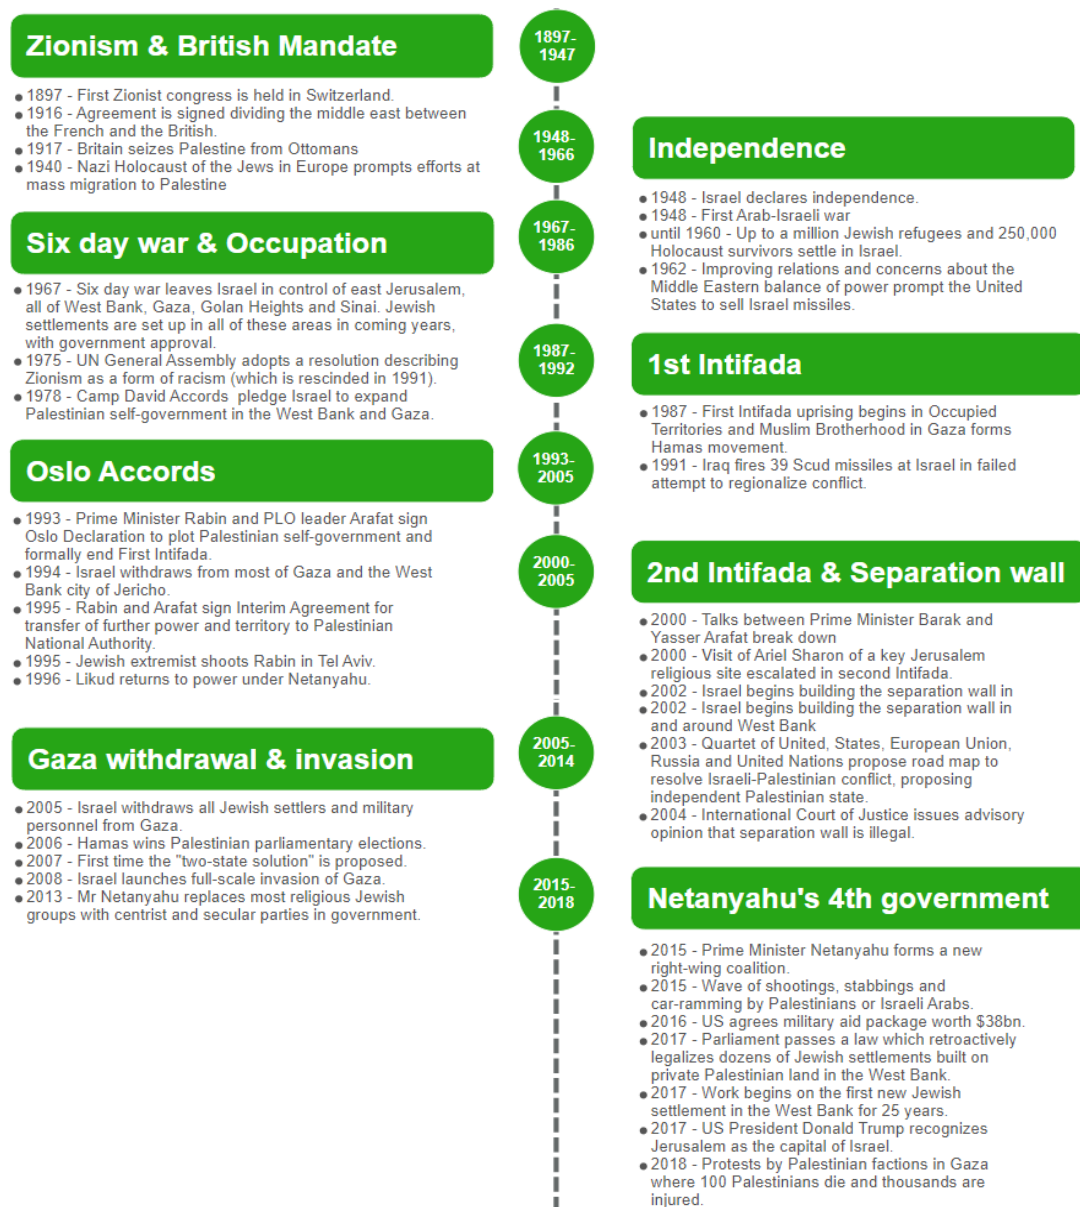 Zionism & British Mandate
1897-
1947
● 1897 - First Zionist congress is held in Switzerland.
● 1916 - Agreement is signed dividing the middle east between
the French and the British.
● 1917 - Britain seizes Palestine from Ottomans
● 1940 - Nazi Holocaust of the Jews in Europe prompts efforts at
mass migration to Palestine
1948-
1966
Independence
● 1948 - Israel declares independence.
● 1948 - First Arab-Israeli war
● until 1960 - Up to a million Jewish refugees and 250,000
Holocaust survivors settle in Israel.
● 1962 - Improving relations and concerns about the
Middle Eastern balance of power prompt the United
States to sell Israel missiles.
Six day war & Occupation
1967-
1986
● 1967 - Six day war leaves Israel in control of east Jerusalem,
all of West Bank, Gaza, Golan Heights and Sinai. Jewish
settlements are set up in all of these areas in coming years,
with government approval.
● 1975 - UN General Assembly adopts a resolution describing
Zionism as a form of racism (which is rescinded in 1991).
● 1978 - Camp David Accords  pledge Israel to expand
Palestinian self-government in the West Bank and Gaza.
1987-
1992
1st Intifada
● 1987 - First Intifada uprising begins in Occupied
Territories and Muslim Brotherhood in Gaza forms
Hamas movement.
● 1991 - Iraq fires 39 Scud missiles at Israel in failed
attempt to regionalize conflict.
Oslo Accords
1993-
2005
● 1993 - Prime Minister Rabin and PLO leader Arafat sign
Oslo Declaration to plot Palestinian self-government and
formally end First Intifada.
● 1994 - Israel withdraws from most of Gaza and the West
Bank city of Jericho.
● 1995 - Rabin and Arafat sign Interim Agreement for
transfer of further power and territory to Palestinian
National Authority.
● 1995 - Jewish extremist shoots Rabin in Tel Aviv.
● 1996 - Likud returns to power under Netanyahu.
2000-
2005
2nd Intifada & Separation wall
● 2000 - Talks between Prime Minister Barak and
Yasser Arafat break down
● 2000 - Visit of Ariel Sharon of a key Jerusalem
religious site escalated in second Intifada.
● 2002 - Israel begins building the separation wall in
● 2002 - Israel begins building the separation wall in
and around West Bank
● 2003 - Quartet of United, States, European Union,
Russia and United Nations propose road map to
resolve Israeli-Palestinian conflict, proposing
independent Palestinian state.
● 2004 - International Court of Justice issues advisory
opinion that separation wall is illegal.
Gaza withdrawal & invasion
2005-
2014
● 2005 - Israel withdraws all Jewish settlers and military
personnel from Gaza.
● 2006 - Hamas wins Palestinian parliamentary elections.
● 2007 - First time the "two-state solution" is proposed.
● 2008 - Israel launches full-scale invasion of Gaza.
● 2013 - Mr Netanyahu replaces most religious Jewish
groups with centrist and secular parties in government.
2015-
2018
Netanyahu's 4th government
● 2015 - Prime Minister Netanyahu forms a new
right-wing coalition.
● 2015 - Wave of shootings, stabbings and
car-ramming by Palestinians or Israeli Arabs.
● 2016 - US agrees military aid package worth $38bn.
● 2017 - Parliament passes a law which retroactively
legalizes dozens of Jewish settlements built on
private Palestinian land in the West Bank.
● 2017 - Work begins on the first new Jewish
settlement in the West Bank for 25 years.
● 2017 - US President Donald Trump recognizes
Jerusalem as the capital of Israel.
● 2018 - Protests by Palestinian factions in Gaza
where 100 Palestinians die and thousands are
injured.